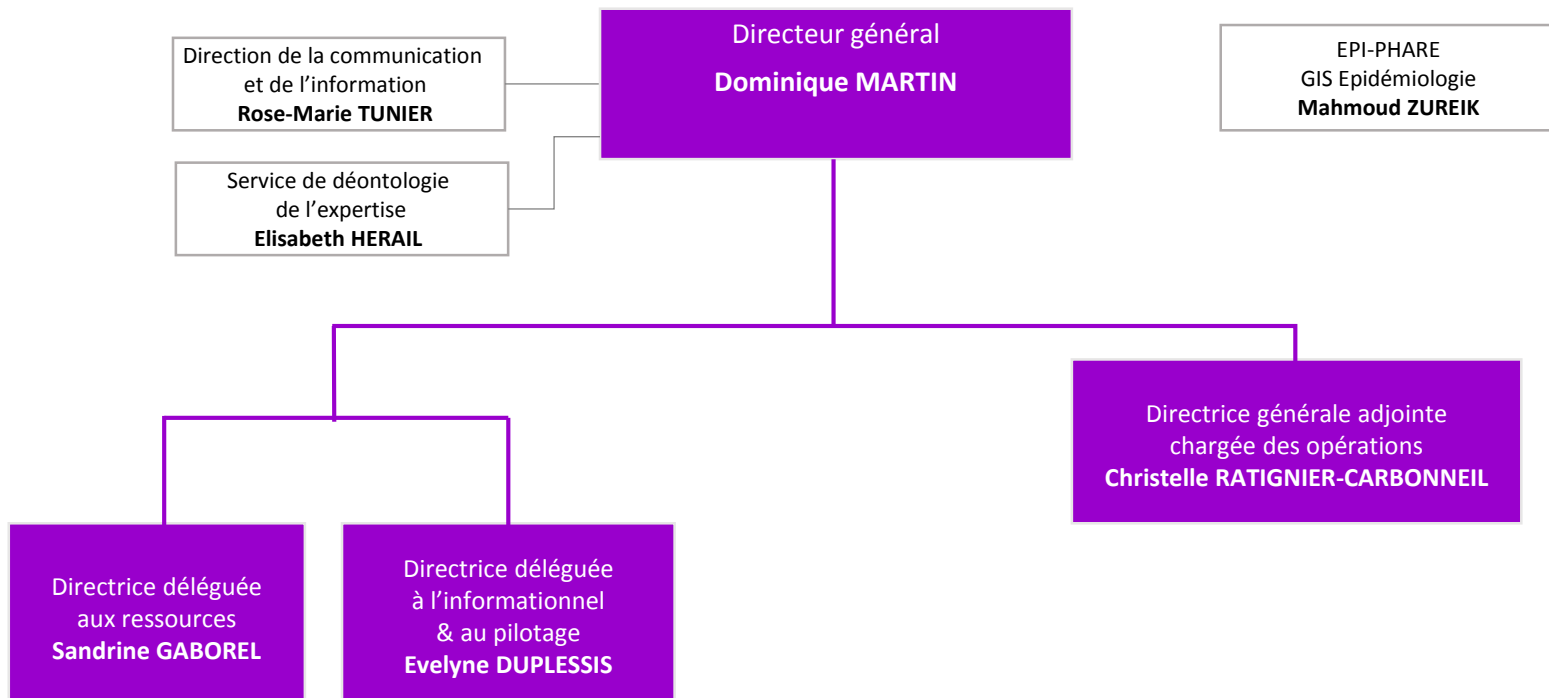 Direction de la communication
et de l’information
Rose-Marie TUNIER
Directeur général
Dominique MARTIN
EPI-PHARE
GIS Epidémiologie
Mahmoud ZUREIK
Service de déontologie
de l’expertise
Elisabeth HERAIL
Directrice générale adjointe
chargée des opérations
Christelle RATIGNIER-CARBONNEIL
Directrice déléguée
aux ressources
Sandrine GABOREL
Directrice déléguée
à l’informationnel
& au pilotage
Evelyne DUPLESSIS